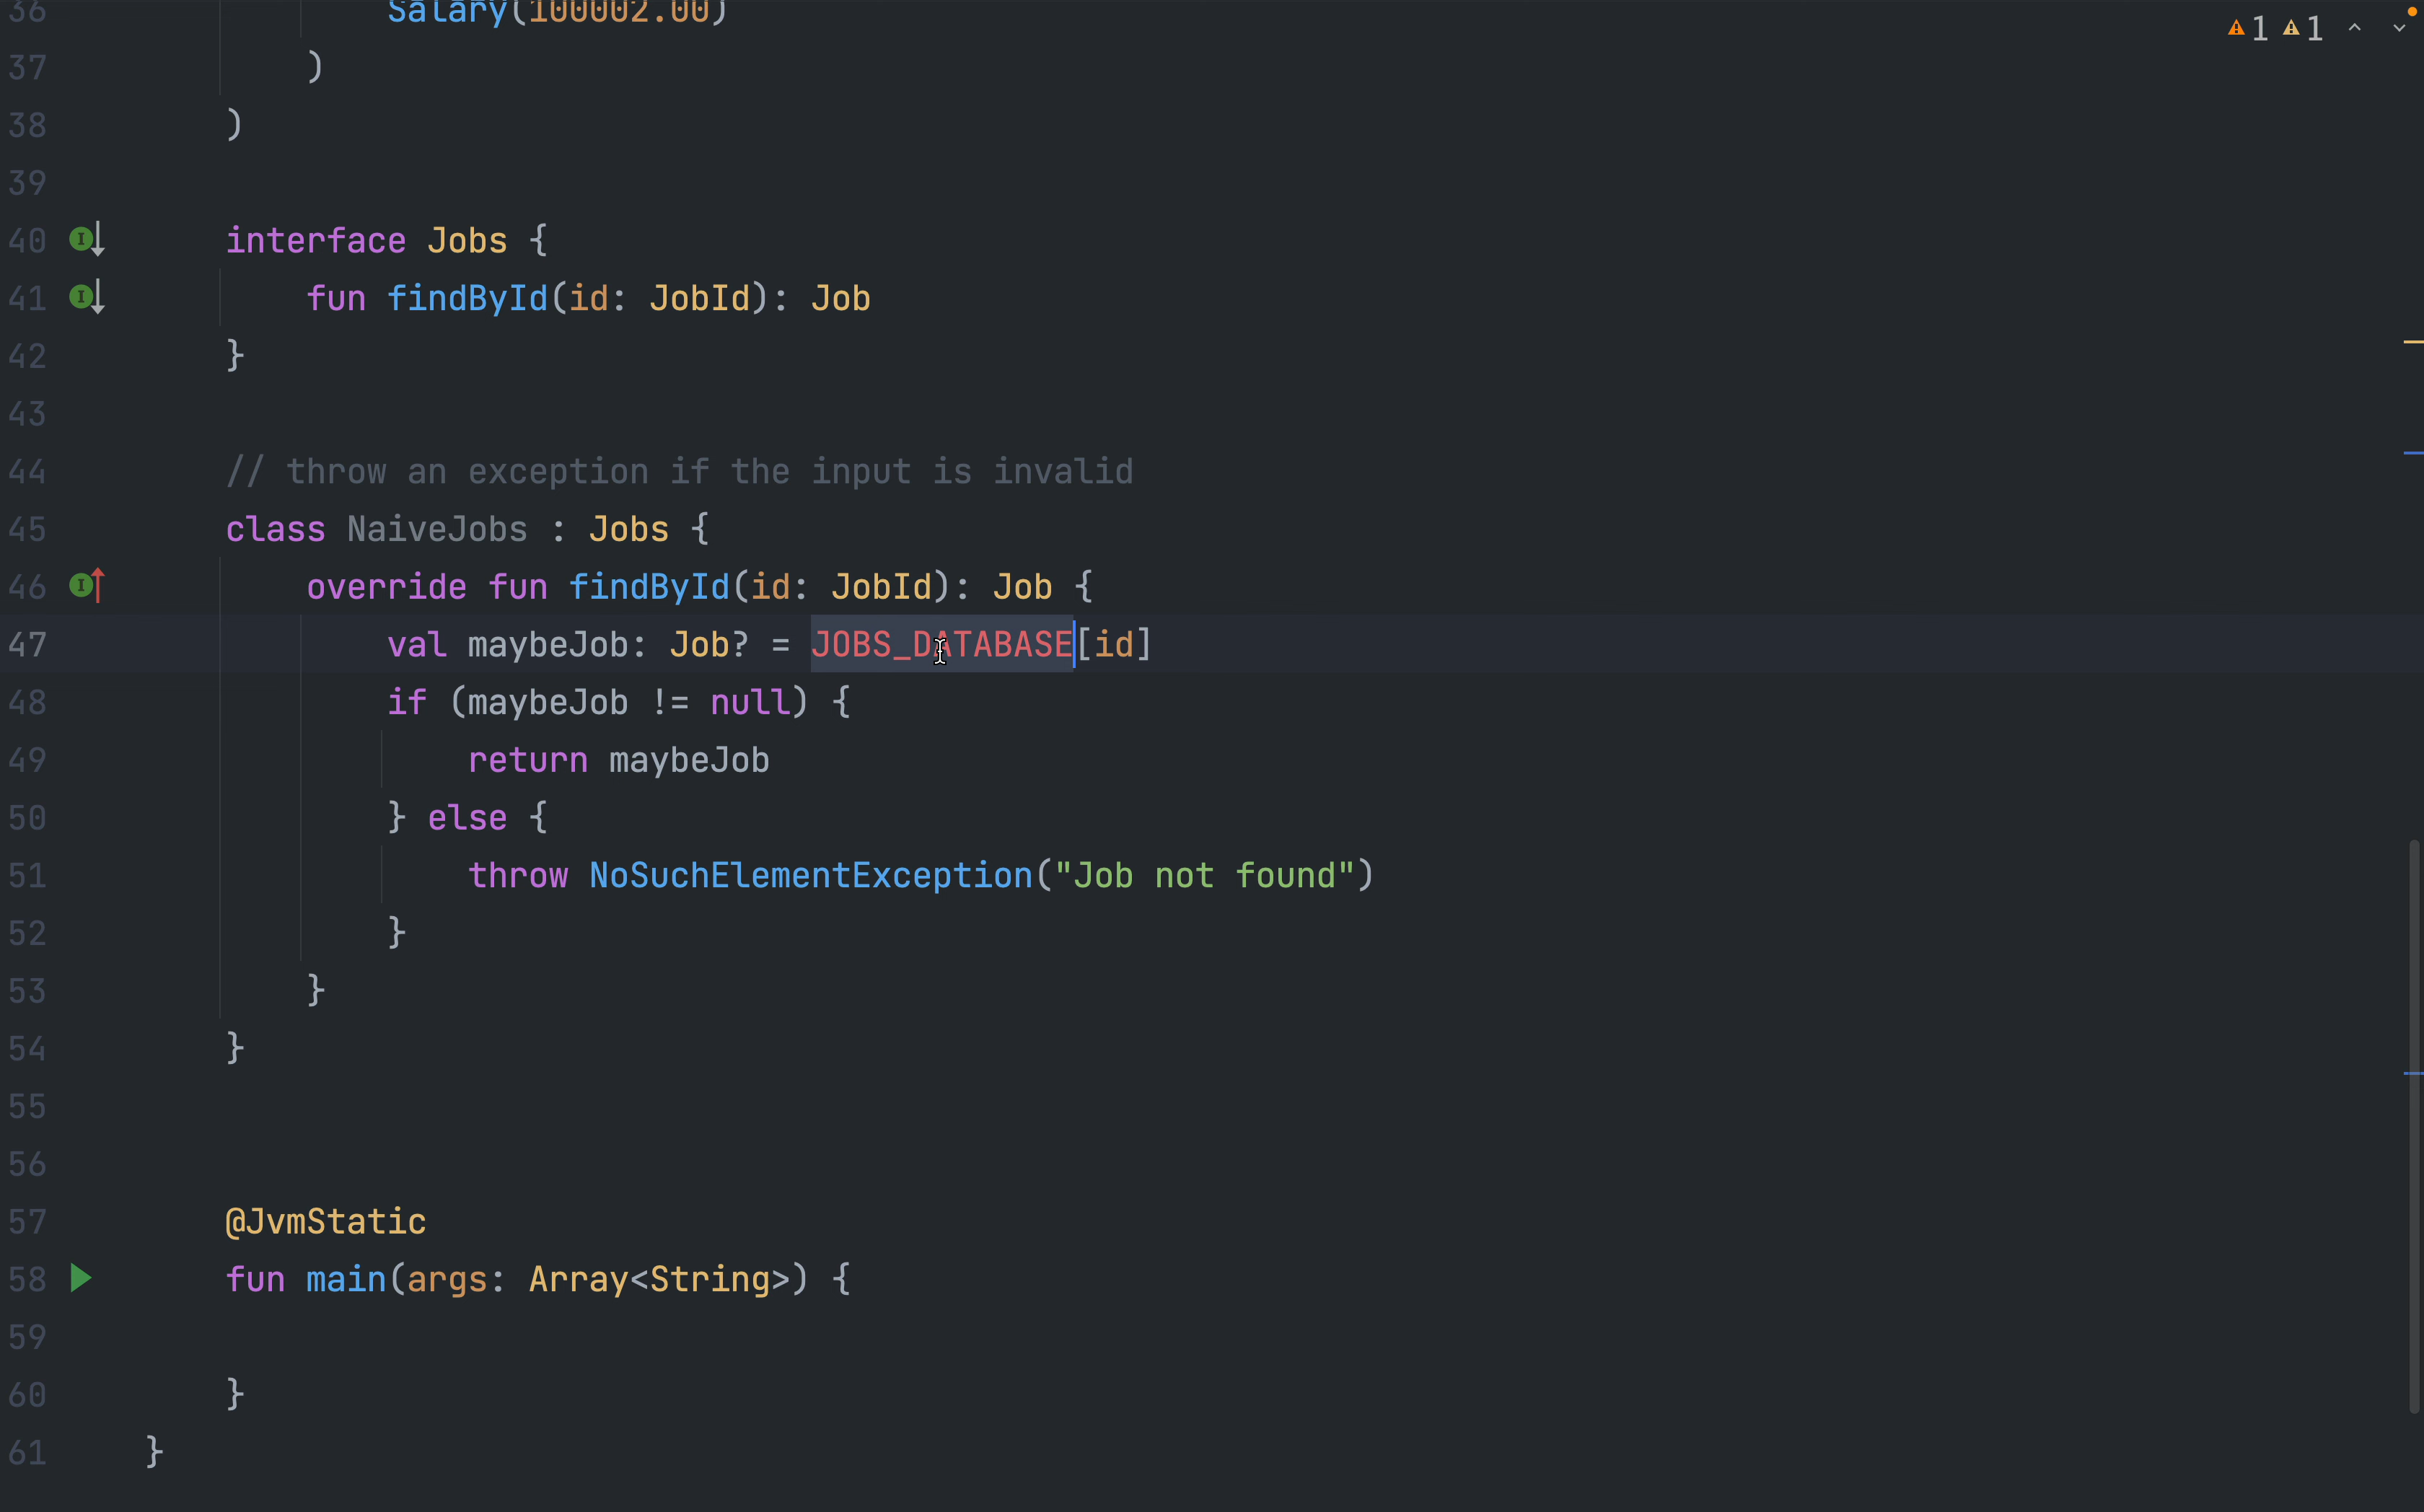 36 Salary(100002.00)
1 1
37 )
38 )
39
40 interface Jobs {
41 fun findById(id: JobId): Job
42 }
43
44 // throw an exception if the input is invalid
45 class NaiveJobs : Jobs {
46 override fun findById(id: JobId): Job {
47 val maybeJob: Job? = JOBS_DATABASE[id]
48 if (maybeJob != null) {
49 return maybeJob
50 } else {
51 throw NoSuchElementException("Job not found")
52 }
53 }
54 }
55
56
57 @JvmStatic
58 fun main(args: Array<String>) {
59
60 }
61 }